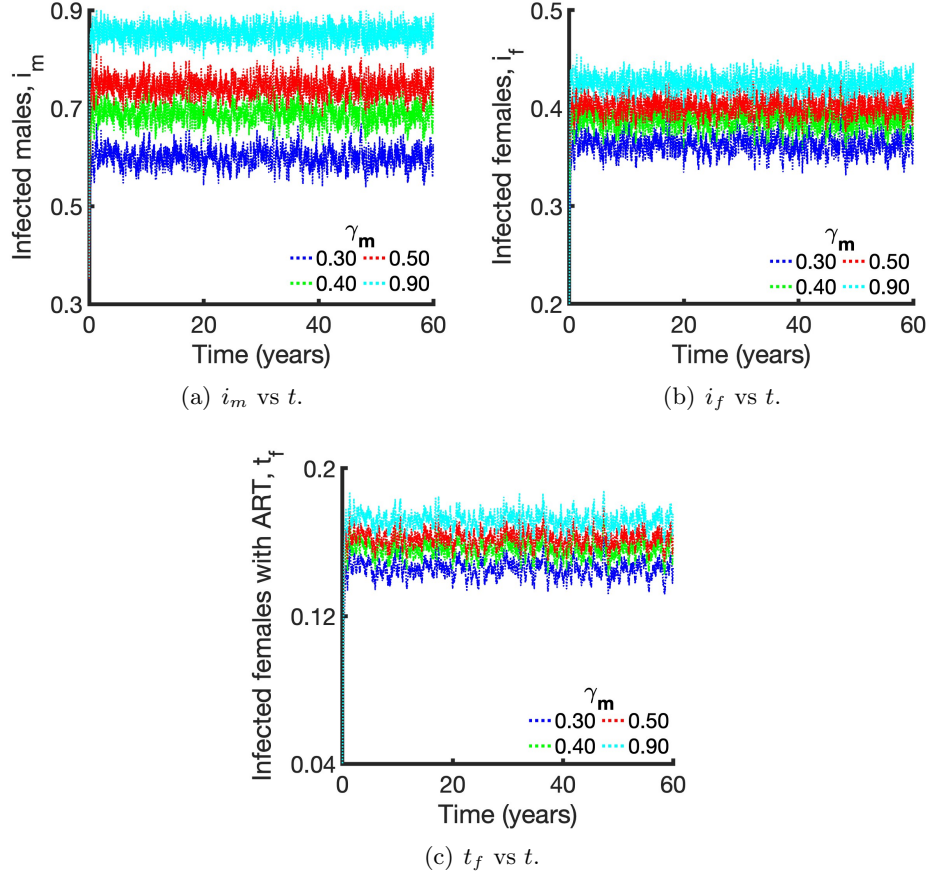 0.9
0.7
0.5
0.3
Infected males, i_m
γ_m
0.30 0.50
0.40 0.90
0 20 40 60
Time (years)
(a) i_m vs t.
0.5
0.4
0.3
0.2
Infected females, i_f
γ_m
0.30 0.50
0.40 0.90
0 20 40 60
Time (years)
(b) i_f vs t.
0.2
0.12
0.04
Infected females with ART, t_f
γ_m
0.30 0.50
0.40 0.90
0 20 40 60
Time (years)
(c) t_f vs t.